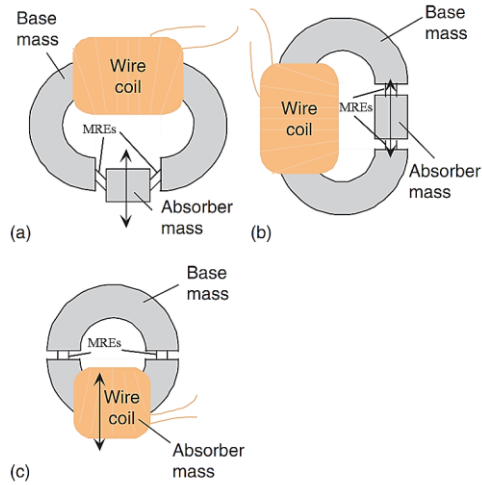 Base
mass
Wire
coil
MREs
Absorber
mass
(a)
Base
mass
Wire
coil
MREs
Absorber
mass
(b)
Base
mass
MREs
Wire
coil
Absorber
mass
(c)